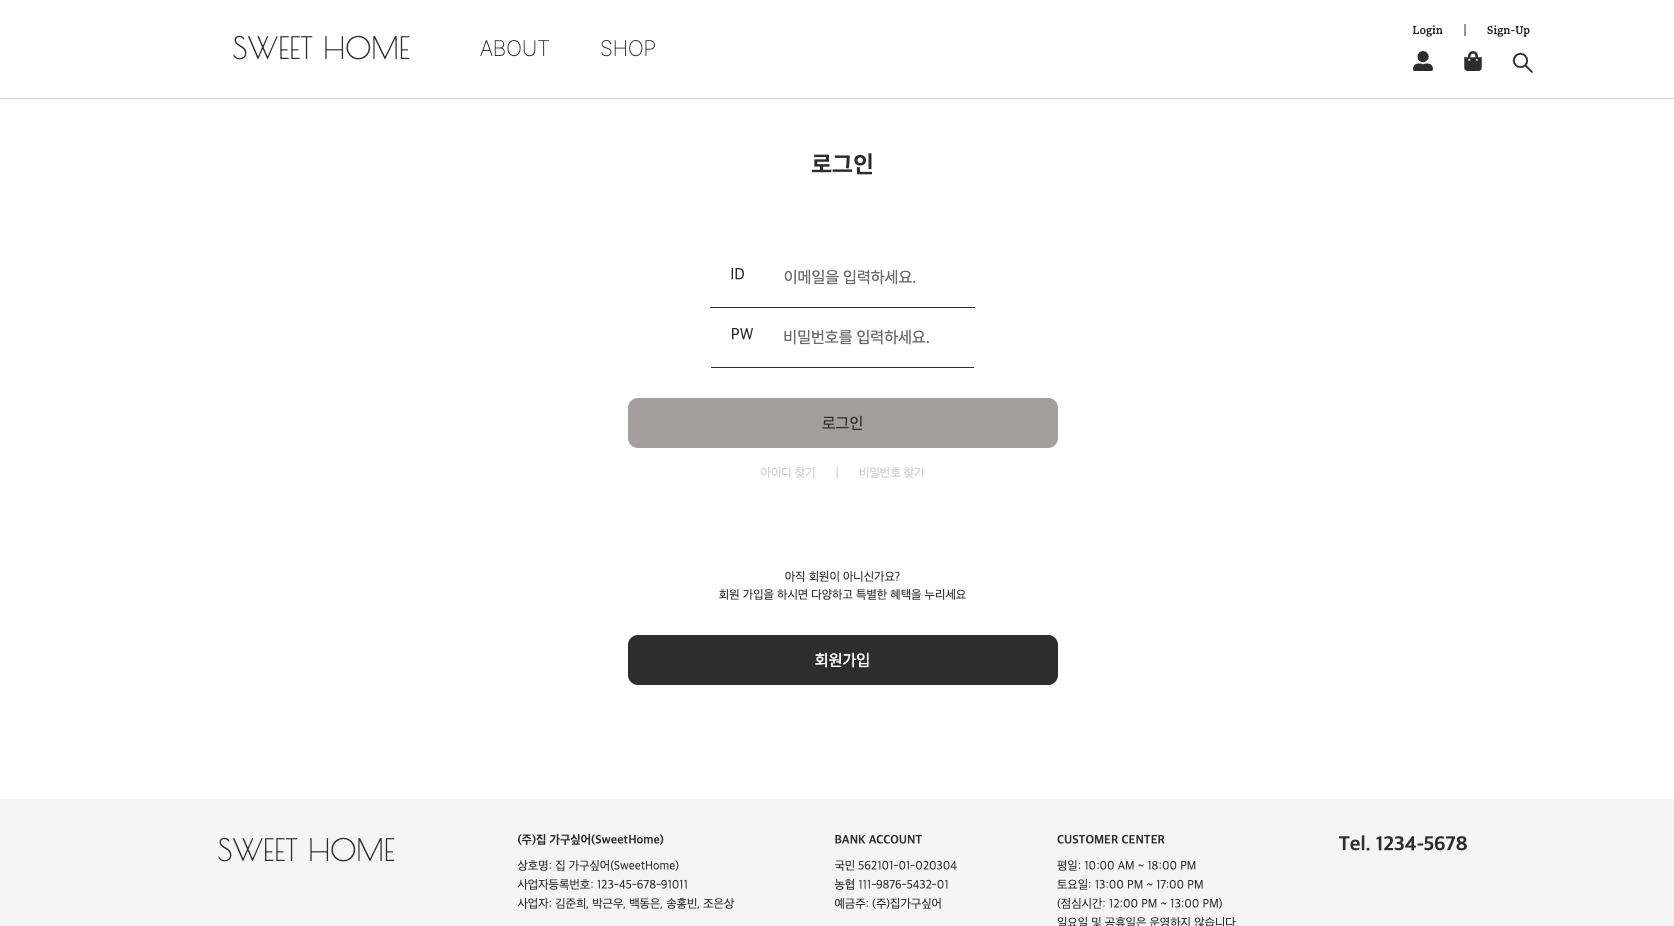 SWEET HOME
ABOUT
SHOP
Login | Sign-Up
로그인
ID 이메일을 입력하세요.
PW 비밀번호를 입력하세요.
로그인
아이디 찾기 | 비밀번호 찾기
아직 회원이 아니신가요?
회원 가입을 하시면 다양하고 특별한 혜택을 누리세요
회원가입
SWEET HOME
(주)집 가구싶어(SweetHome)
상호명: 집 가구싶어(SweetHome)
사업자등록번호: 123-45-678-91011
사업자: 김준희, 박근우, 백동은, 송홍빈, 조은상
BANK ACCOUNT
국민 562101-01-020304
농협 111-9876-5432-01
예금주: (주)집가구싶어
CUSTOMER CENTER
평일: 10:00 AM ~ 18:00 PM
토요일: 13:00 PM ~ 17:00 PM
(점심시간: 12:00 PM ~ 13:00 PM)
일요일 및 공휴일은 운영하지 않습니다.
Tel. 1234-5678